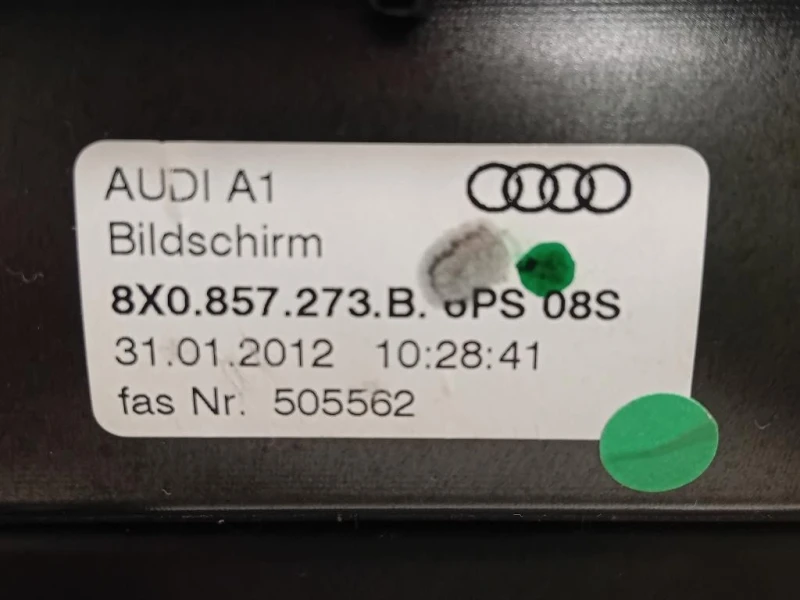 AUDI A1
Bildschirm
8X0.857.273.B. 6PS 08S
31.01.2012 10:28:41
fas Nr. 505562